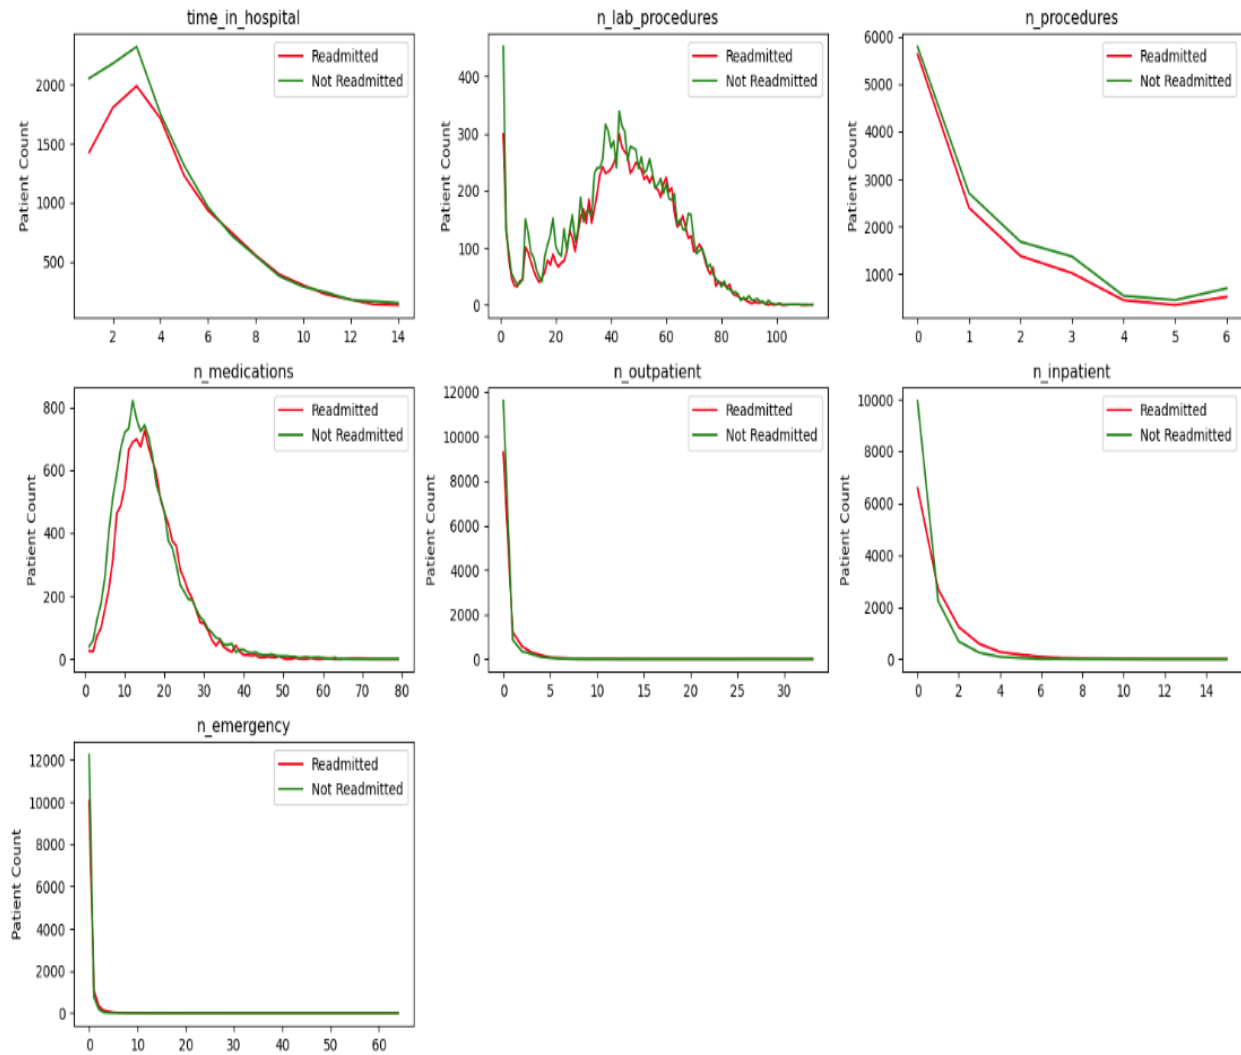 time_in_hospital
Readmitted
Not Readmitted
Patient Count
2000
1500
1000
500
2 4 6 8 10 12 14
n_lab_procedures
Readmitted
Not Readmitted
Patient Count
400
300
200
100
0
0 20 40 60 80 100
n_procedures
Readmitted
Not Readmitted
Patient Count
6000
5000
4000
3000
2000
1000
0 1 2 3 4 5 6
n_medications
Readmitted
Not Readmitted
Patient Count
800
600
400
200
0
0 10 20 30 40 50 60 70 80
n_outpatient
Readmitted
Not Readmitted
Patient Count
12000
10000
8000
6000
4000
2000
0
0 5 10 15 20 25 30
n_inpatient
Readmitted
Not Readmitted
Patient Count
10000
8000
6000
4000
2000
0
0 2 4 6 8 10 12 14
n_emergency
Readmitted
Not Readmitted
Patient Count
12000
10000
8000
6000
4000
2000
0
0 10 20 30 40 50 60